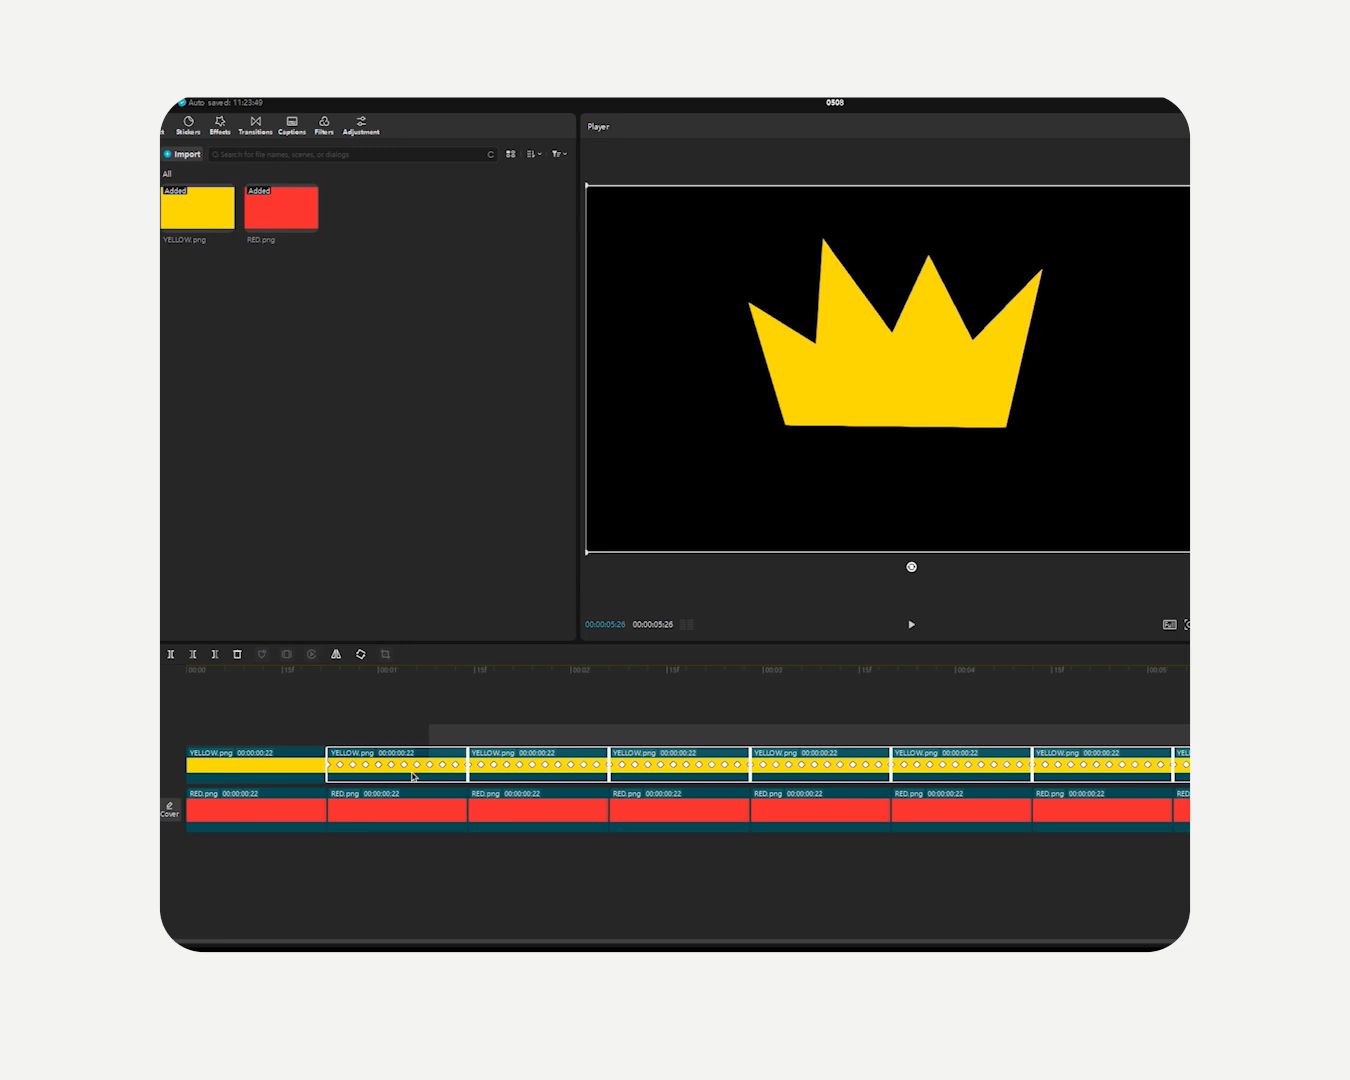 Auto saved: 11:23:49
0508
Stickers Effects Transitions Captions Filters Adjustment
Player
Import
Search for file names, scenes, or dialogs
All
Added Added
YELLOW.png RED.png
00:00:05:26 00:00:05:26
Full
00:00 15f 00:01 15f 00:02 15f 00:03 15f 00:04 15f 00:05
YELLOW.png 00:00:00:22 YELLOW.png 00:00:00:22 YELLOW.png 00:00:00:22 YELLOW.png 00:00:00:22 YELLOW.png 00:00:00:22 YELLOW.png 00:00:00:22 YELLOW.png 00:00:00:22 YEL
RED.png 00:00:00:22 RED.png 00:00:00:22 RED.png 00:00:00:22 RED.png 00:00:00:22 RED.png 00:00:00:22 RED.png 00:00:00:22 RED.png 00:00:00:22 RED
Cover